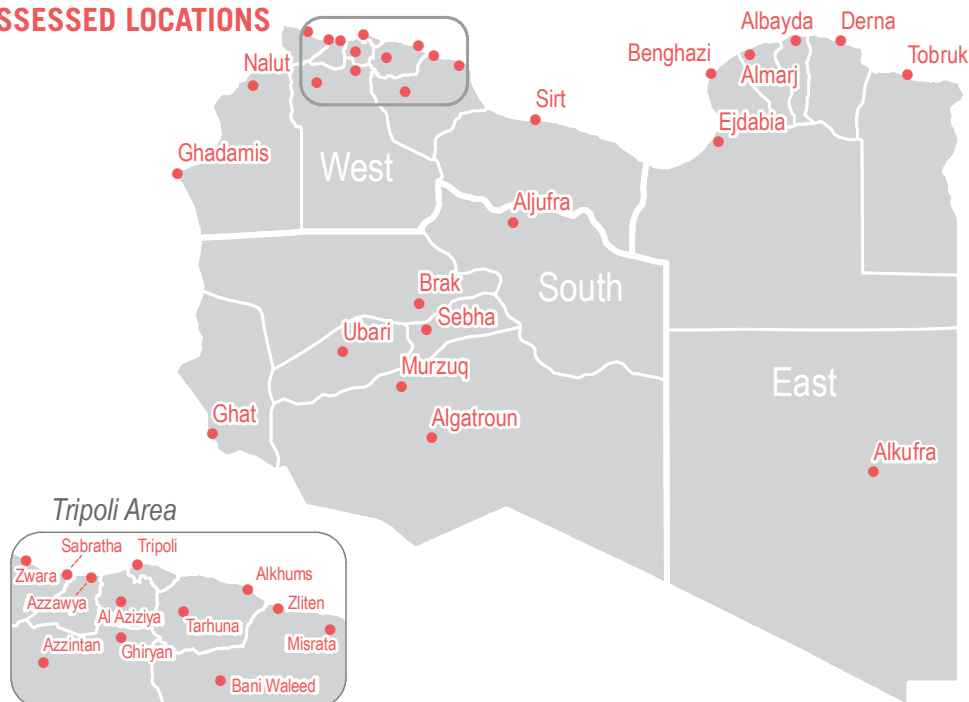 SSESSED LOCATIONS
Albayda
Derna
Benghazi
Almarj
Tobruk
Nalut
Sirt
Ejdabia
Ghadamis
West
Aljufra
South
Brak
Sebha
Ubari
Murzuq
East
Ghat
Algatroun
Alkufra
Tripoli Area
Sabratha
Tripoli
Zwara
Alkhums
Azzawya
Zliten
Al Aziziya
Tarhuna
Azzintan
Ghiryan
Misrata
Bani Waleed